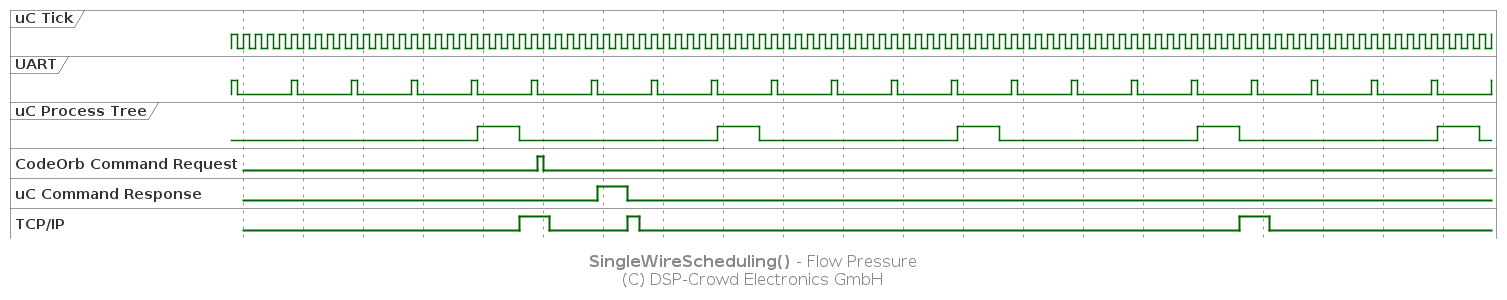 uC Tick
UART
uC Process Tree
CodeOrb Command Request
uC Command Response
TCP/IP
SingleWireScheduling() - Flow Pressure
(C) DSP-Crowd Electronics GmbH